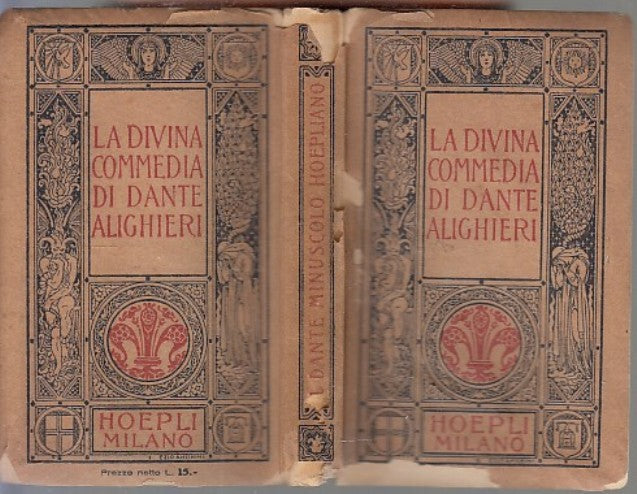 LA DIVINA
COMMEDIA
DI DANTE
ALIGHIERI
HOEPLI
MILANO
Prezzo netto L. 15.-
DANTE MINUSCOLO HOEPLIANO
LA DIVINA
COMMEDIA
DI DANTE
ALIGHIERI
HOEPLI
MILANO